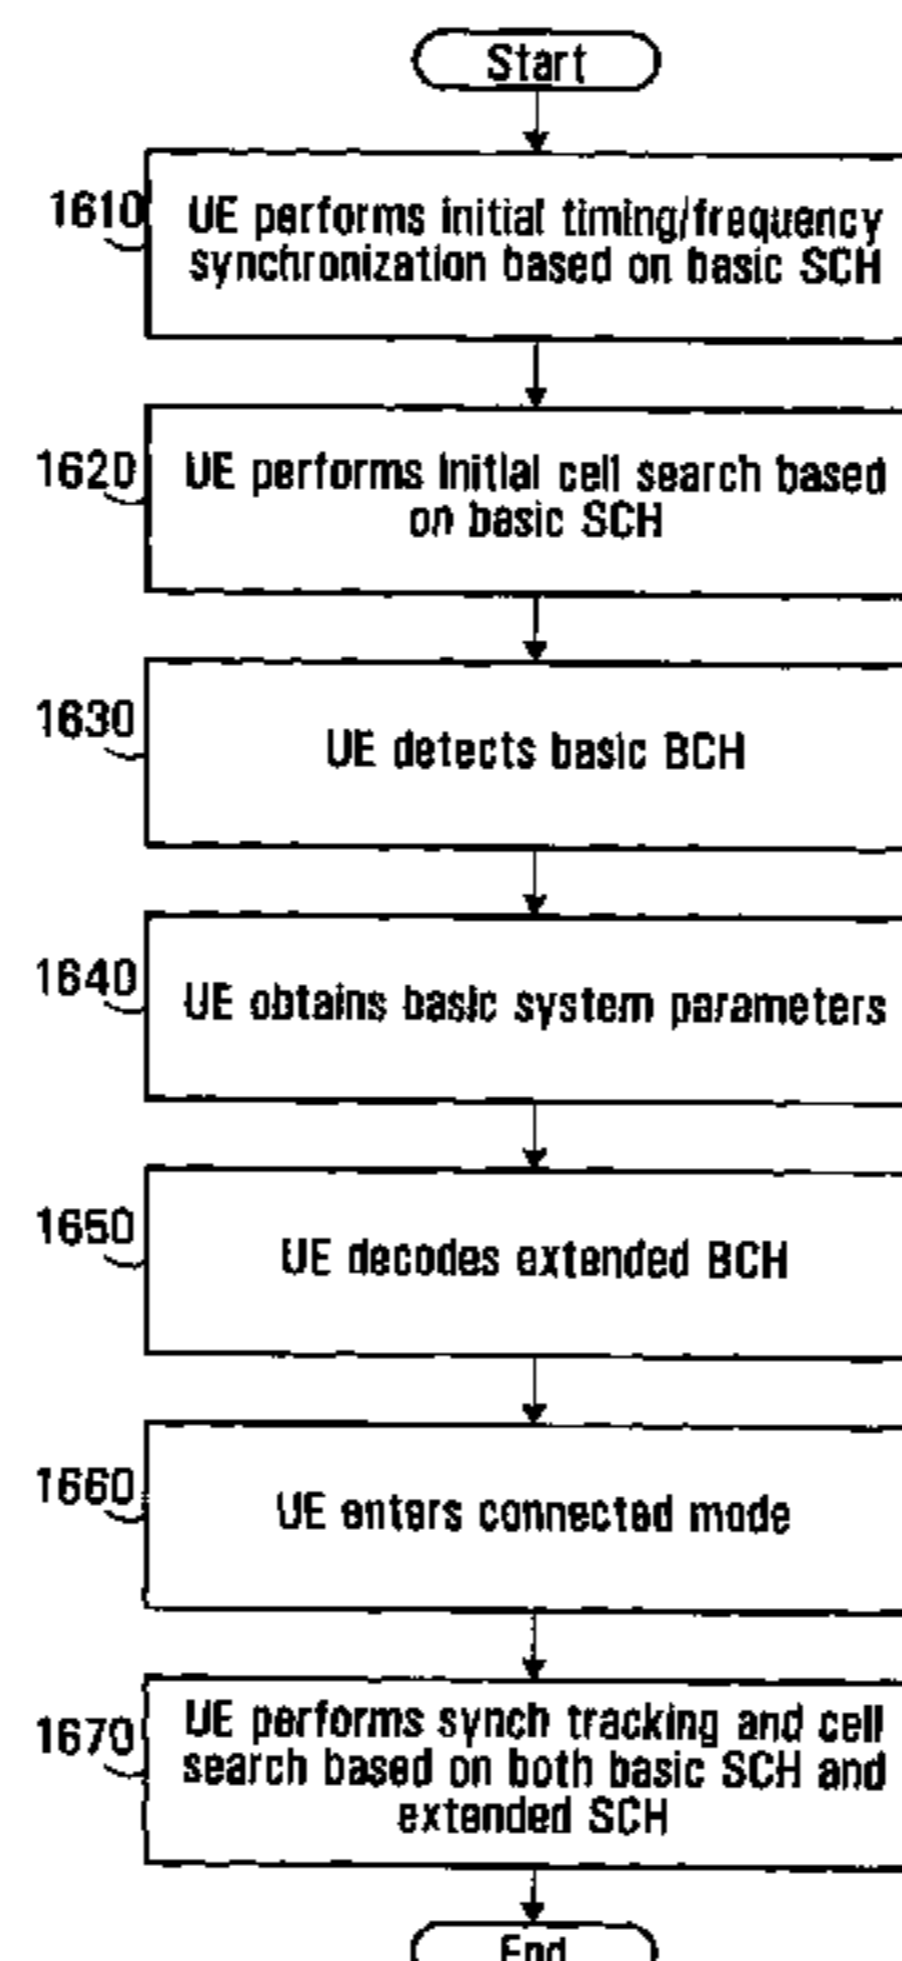 Start
1610
UE performs initial timing/frequency
synchronization based on basic SCH
1620
UE performs initial cell search based
on basic SCH
1630
UE detects basic BCH
1640
UE obtains basic system parameters
1650
UE decodes extended BCH
1660
UE enters connected mode
1670
UE performs synch tracking and cell
search based on both basic SCH and
extended SCH
End